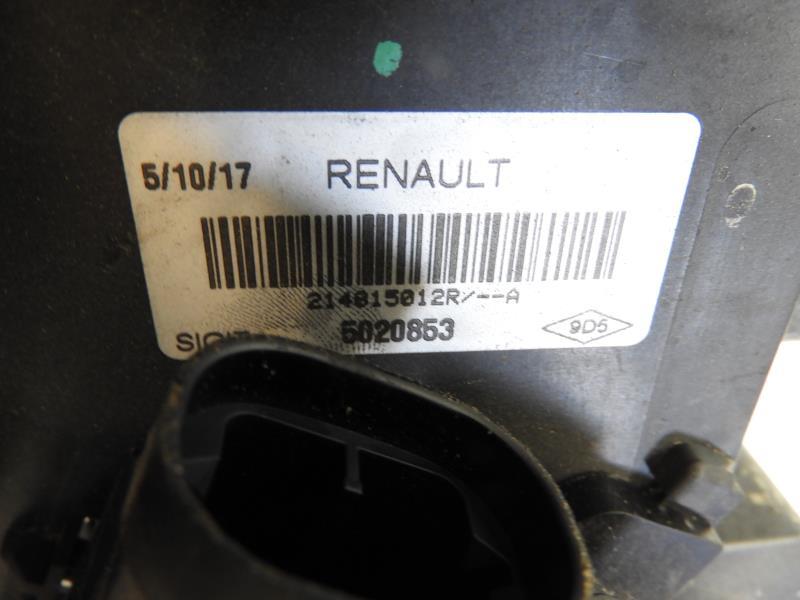 5/10/17 RENAULT
214815012R/--A
5020853
9D5